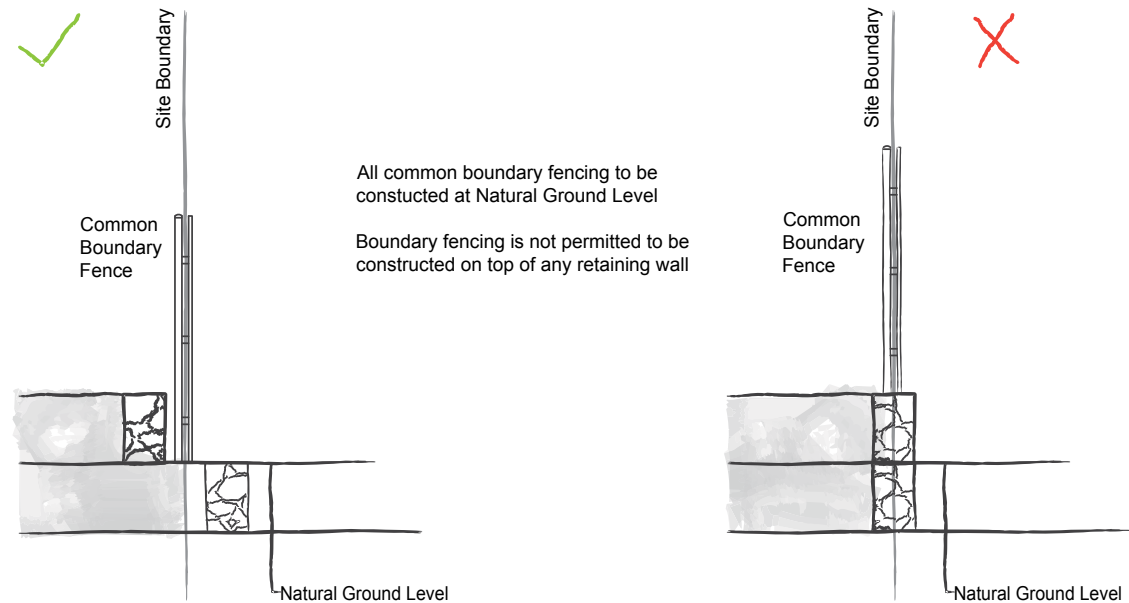 Site Boundary
Common
Boundary
Fence
Natural Ground Level
All common boundary fencing to be
constucted at Natural Ground Level
Boundary fencing is not permitted to be
constructed on top of any retaining wall
Site Boundary
Common
Boundary
Fence
Natural Ground Level